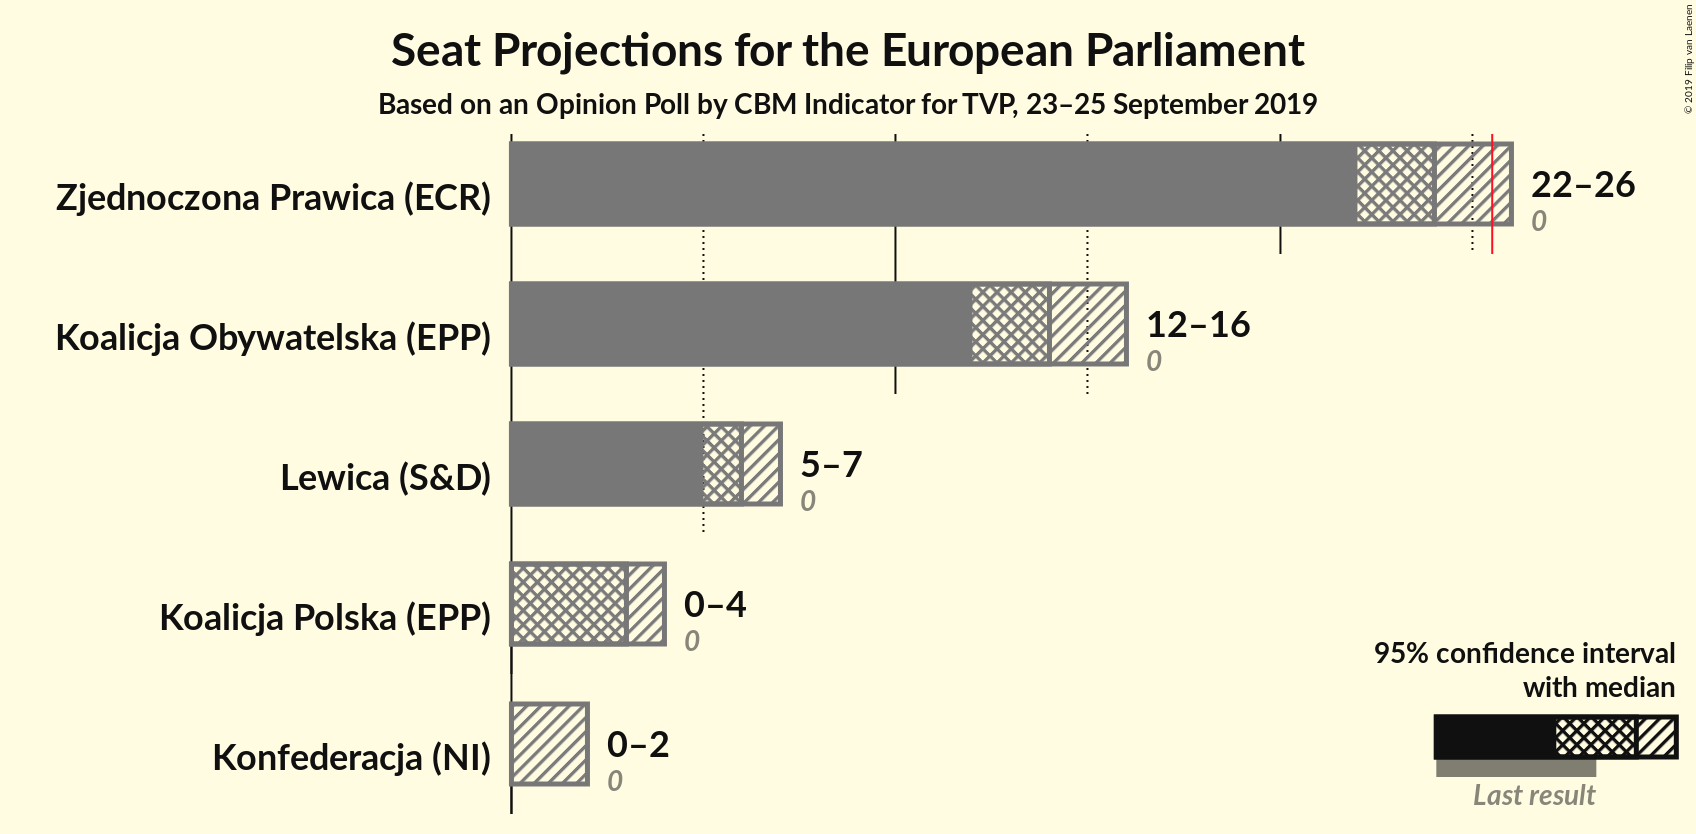 Seat Projections for the European Parliament
Based on an Opinion Poll by CBM Indicator for TVP, 23–25 September 2019
© 2019 Filip van Laenen
Zjednoczona Prawica (ECR)
22–26
0
Koalicja Obywatelska (EPP)
12–16
0
Lewica (S&D)
5–7
0
Koalicja Polska (EPP)
0–4
0
Konfederacja (NI)
0–2
0
95% confidence interval
with median
Last result